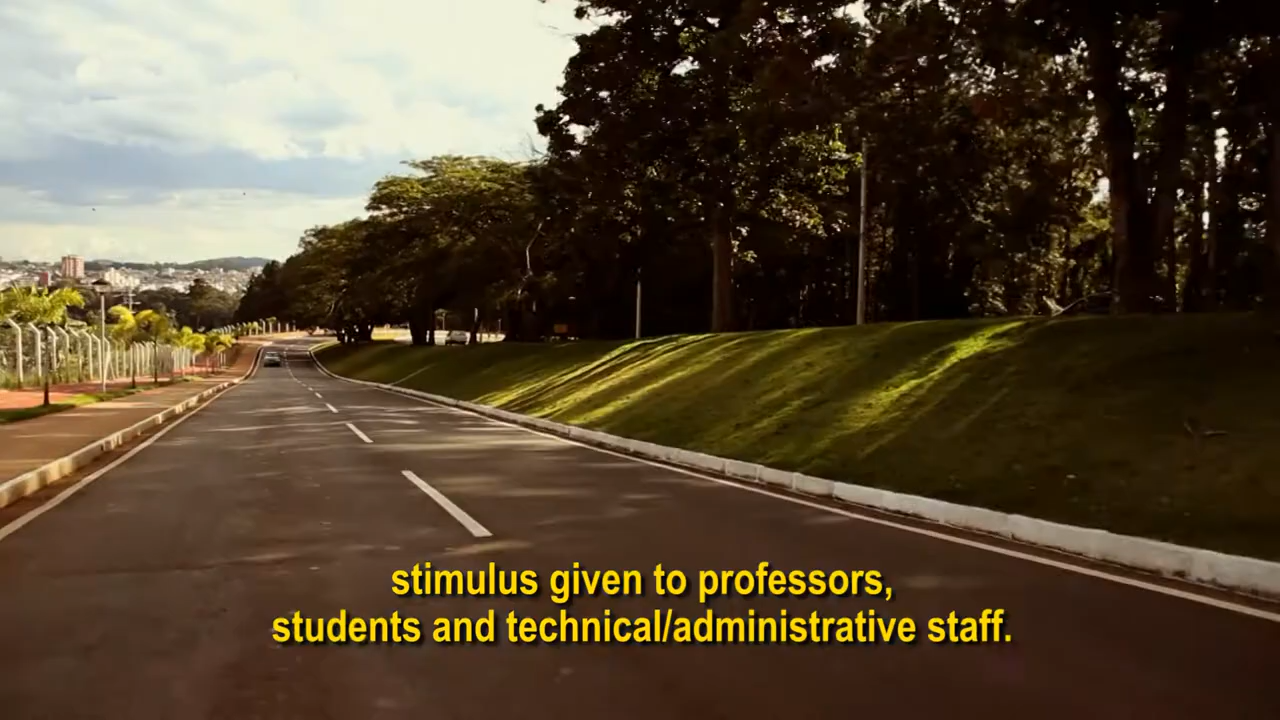 stimulus given to professors,
students and technical/administrative staff.